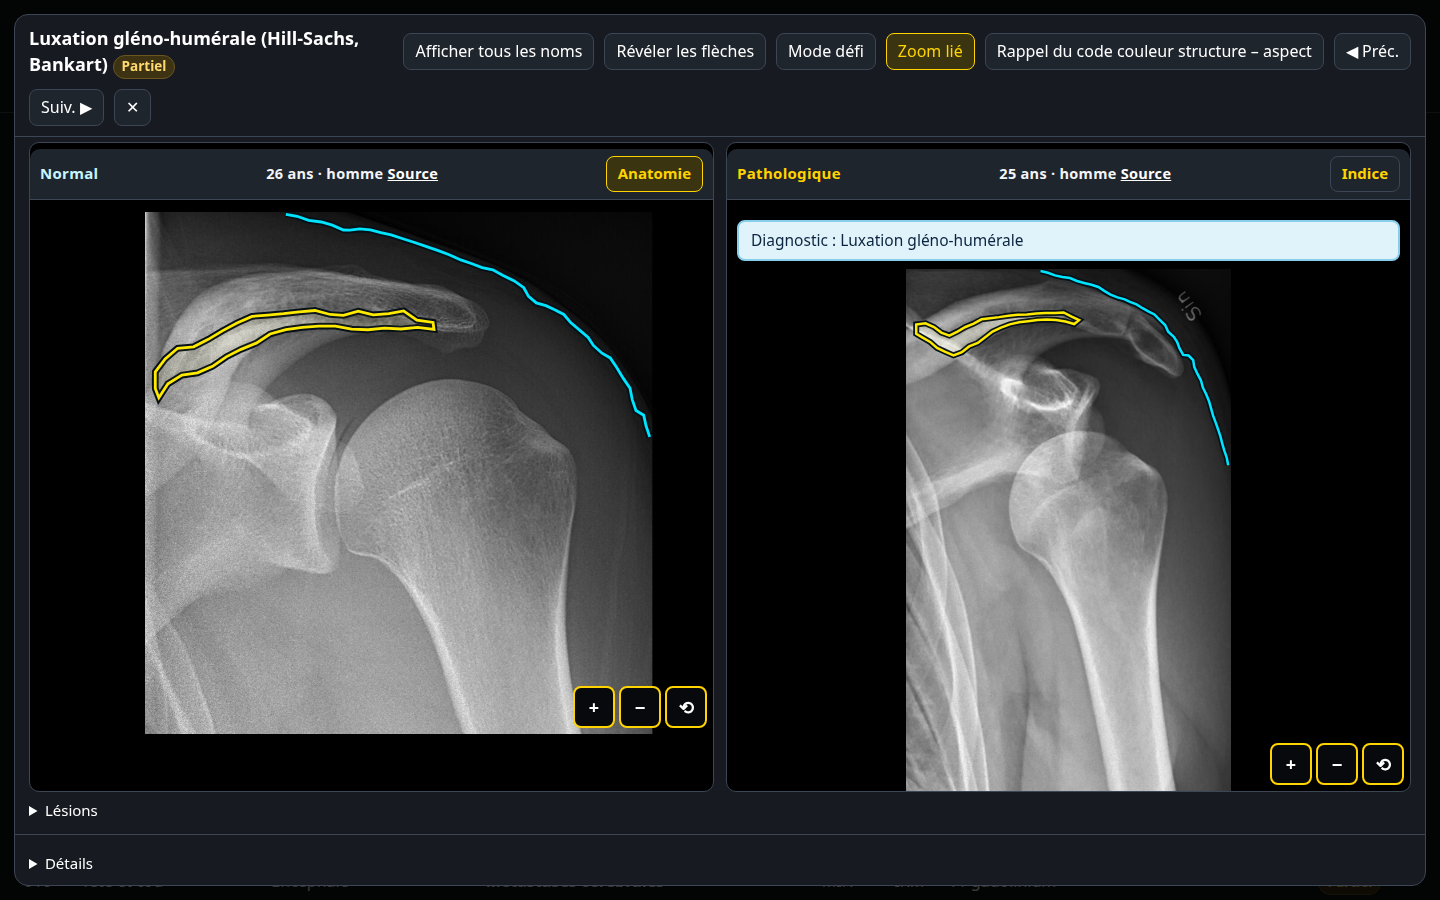 Luxation gléno-humérale (Hill-Sachs,
Bankart) Partiel
Afficher tous les noms
Révéler les flèches
Mode défi
Zoom lié
Rappel du code couleur structure – aspect
◀ Préc.
Suiv. ▶
✕
Normal
26 ans · homme Source
Anatomie
Pathologique
25 ans · homme Source
Indice
Diagnostic : Luxation gléno-humérale
Sin
+
−
⟲
+
−
⟲
▶ Lésions
▶ Détails